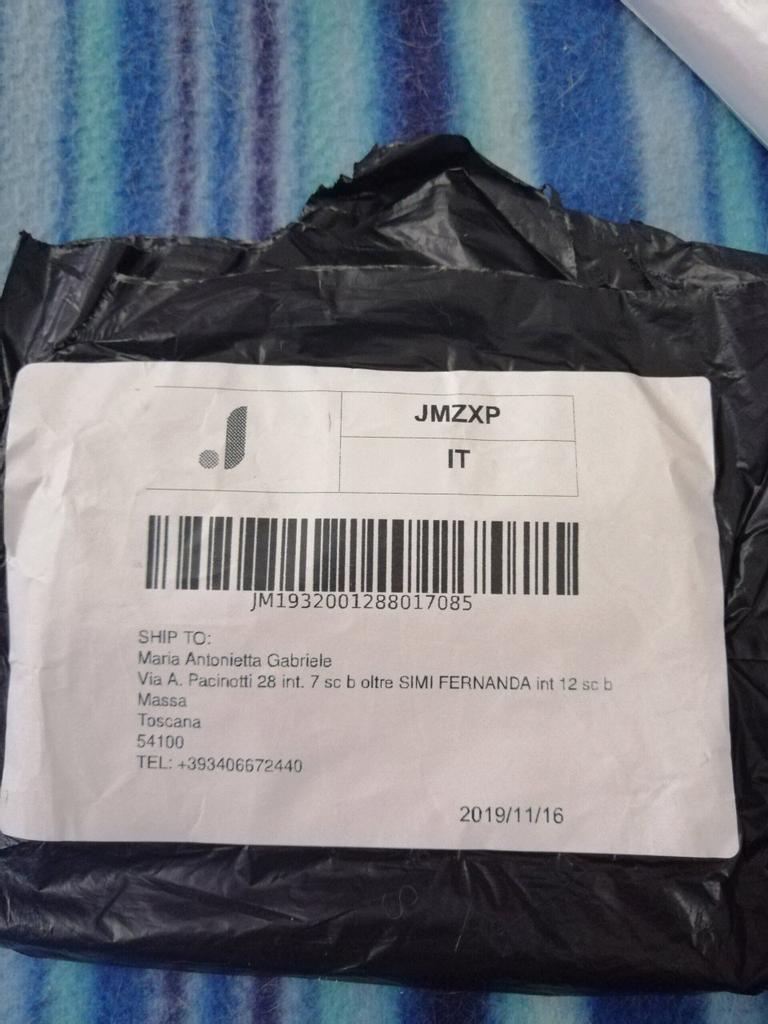 JMZXP
IT
JM1932001288017085
SHIP TO:
Maria Antonietta Gabriele
Via A. Pacinotti 28 int. 7 sc b oltre SIMI FERNANDA int 12 sc b
Massa
Toscana
54100
TEL: +393406672440
2019/11/16